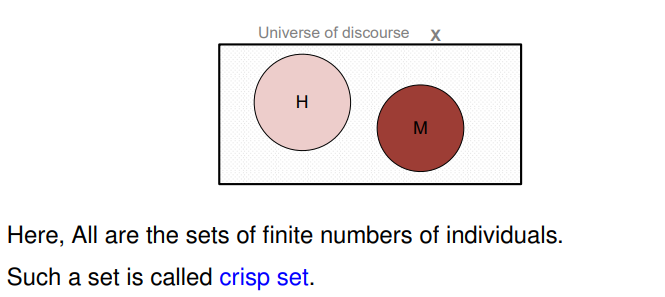 Universe of discourse X
H
M
Here, All are the sets of finite numbers of individuals.
Such a set is called crisp set.